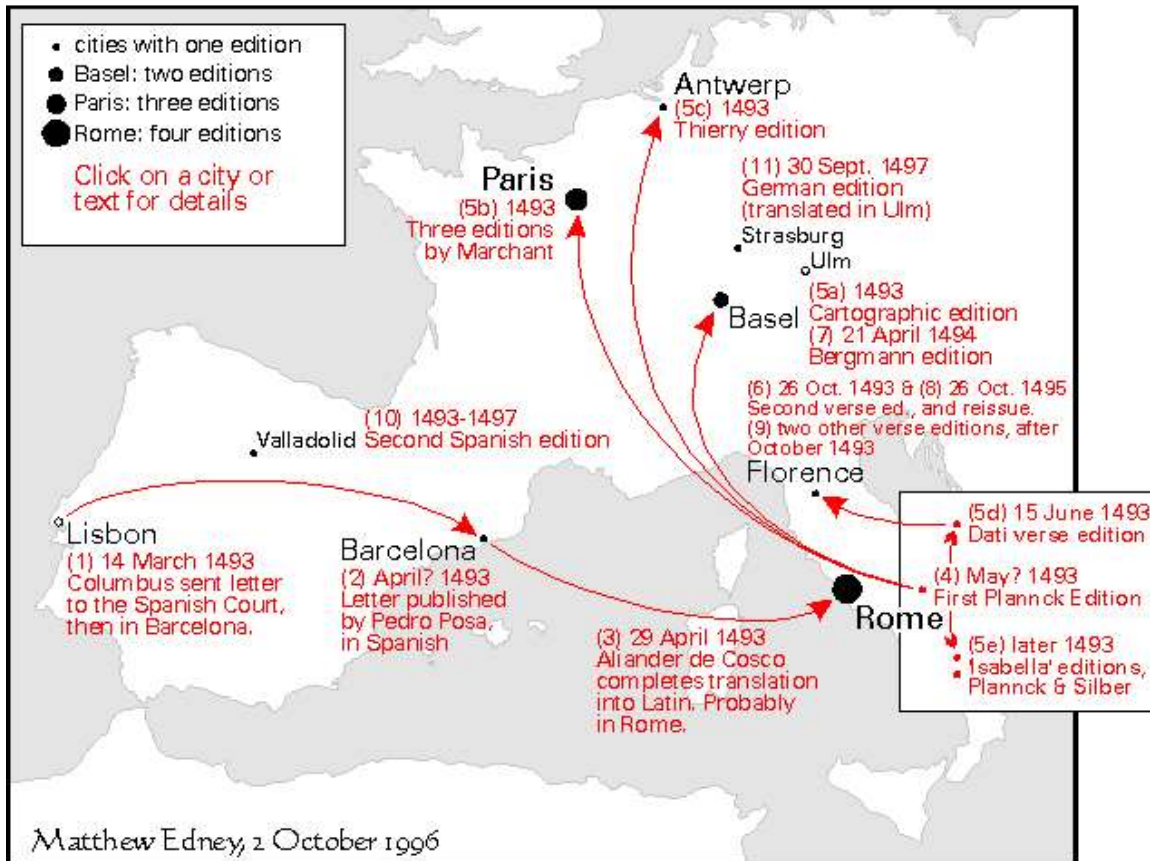 cities with one edition
Basel: two editions
Paris: three editions
Rome: four editions
Click on a city or
text for details
Antwerp
(5c) 1493
Thierry edition
Paris
(5b) 1493
Three editions
by Marchant
(11) 30 Sept. 1497
German edition
(translated in Ulm)
Strasburg
Ulm
Basel
(5a) 1493
Cartographic edition
(7) 21 April 1494
Bergmann edition
(6) 26 Oct. 1493 & (8) 26 Oct. 1495
Second verse ed., and reissue.
(9) two other verse editions, after
October 1493
Florence
(10) 1493-1497
Valladolid Second Spanish edition
Lisbon
(1) 14 March 1493
Columbus sent letter
to the Spanish Court,
then in Barcelona.
Barcelona
(2) April? 1493
Letter published
by Pedro Posa,
in Spanish
(3) 29 April 1493
Aliander de Cosco
completes translation
into Latin. Probably
in Rome.
Rome
(5d) 15 June 1493
Dati verse edition
(4) May? 1493
First Plannck Edition
(5e) later 1493
'Isabella' editions,
Plannck & Silber
Matthew Edney, 2 October 1996